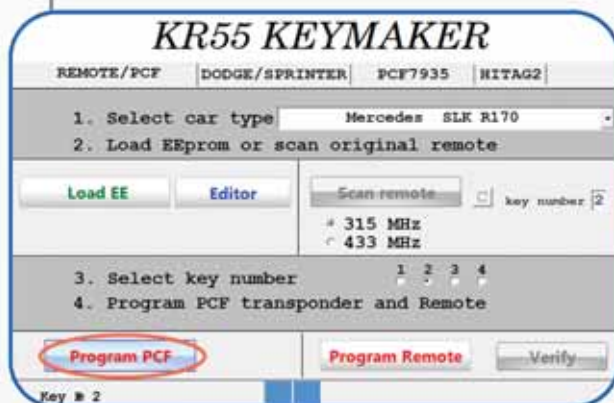 KR55 KEYMAKER
REMOTE/PCF DODGE/SPRINTER PCF7935 HITAG2
1. Select car type Mercedes SLK R170
2. Load EEprom or scan original remote
Load EE Editor Scan remote key number 2
315 MHz
433 MHz
3. Select key number 1 2 3 4
4. Program PCF transponder and Remote
Program PCF Program Remote Verify
Key № 2